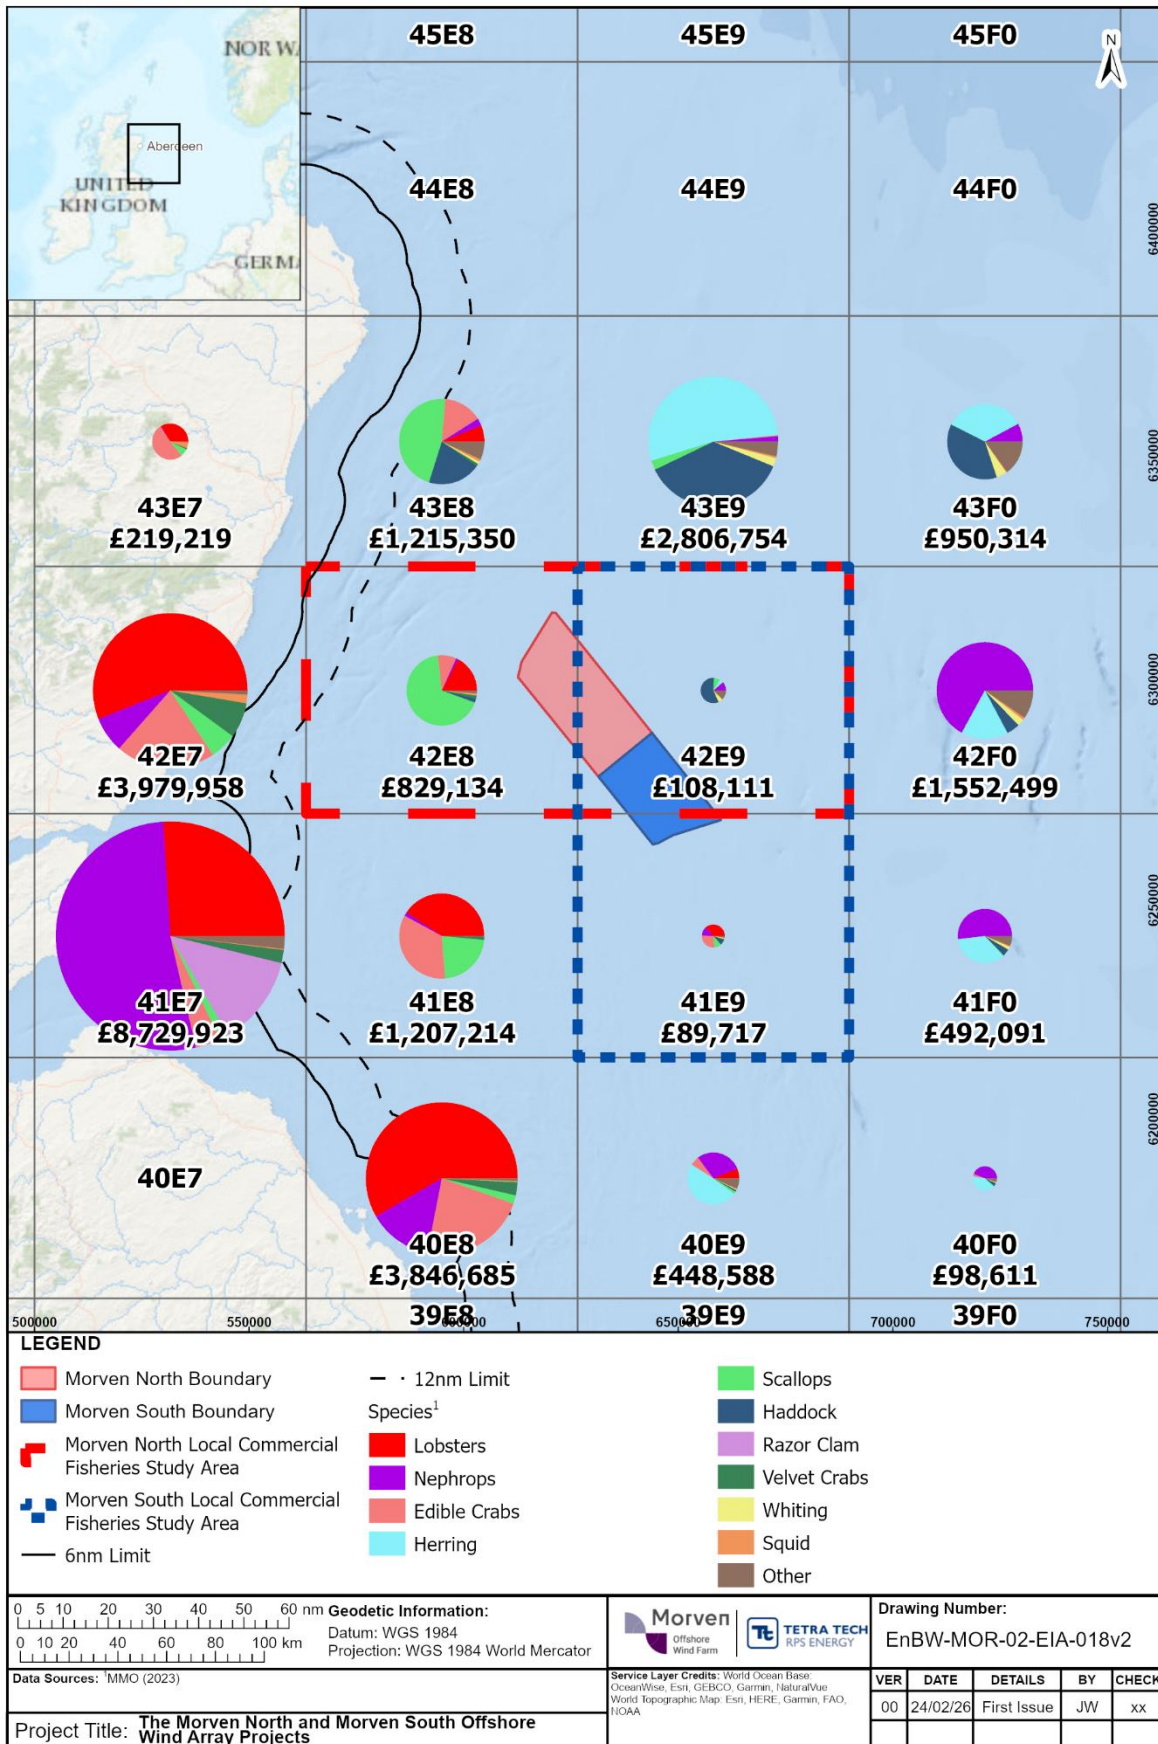 45E8
45E9
45F0
N
NOR W
Aberdeen
UNITED
KINGDOM
GERM
44E8
44E9
44F0
6400000
6350000
43E7
£219,219
43E8
£1,215,350
43E9
£2,806,754
43F0
£950,314
6300000
42E7
£3,979,958
42E8
£829,134
42E9
£108,111
42F0
£1,552,499
6250000
41E7
£8,729,923
41E8
£1,207,214
41E9
£89,717
41F0
£492,091
6200000
40E7
40E8
£3,846,685
40E9
£448,588
40F0
£98,611
39E8
39E9
39F0
500000
550000
600000
650000
700000
750000
LEGEND
Morven North Boundary
Morven South Boundary
Morven North Local Commercial
Fisheries Study Area
Morven South Local Commercial
Fisheries Study Area
6nm Limit
12nm Limit
Species¹
Lobsters
Nephrops
Edible Crabs
Herring
Scallops
Haddock
Razor Clam
Velvet Crabs
Whiting
Squid
Other
0 5 10 20 30 40 50 60 nm
0 10 20 40 60 80 100 km
Geodetic Information:
Datum: WGS 1984
Projection: WGS 1984 World Mercator
Data Sources: ¹MMO (2023)
Project Title: The Morven North and Morven South Offshore
Wind Array Projects
Morven
Offshore
Wind Farm
Tt TETRA TECH
RPS ENERGY
Service Layer Credits: World Ocean Base:
OceanWise, Esri, GEBCO, Garmin, NaturalVue
World Topographic Map: Esri, HERE, Garmin, FAO,
NOAA
Drawing Number:
EnBW-MOR-02-EIA-018v2
VER DATE DETAILS BY CHECK
00 24/02/26 First Issue JW xx